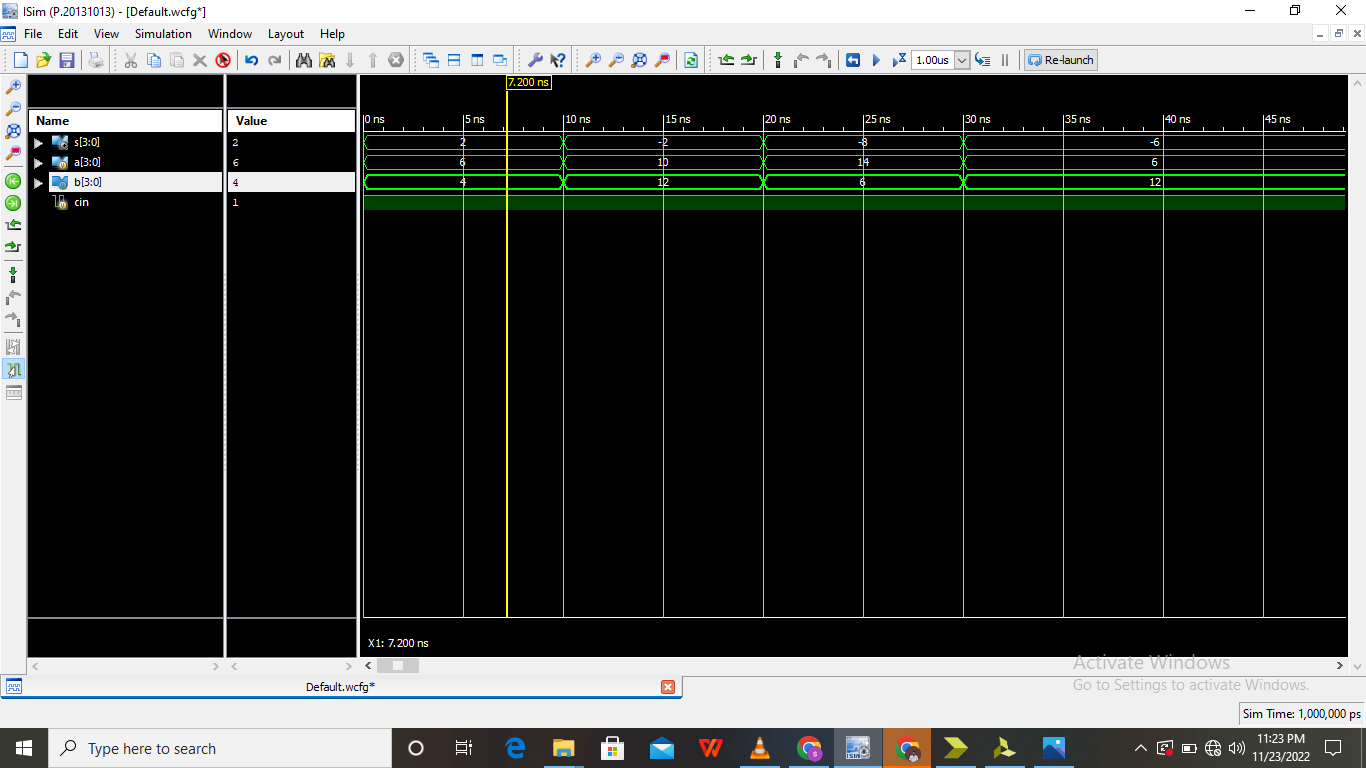 ISim (P.20131013) - [Default.wcfg*]
File Edit View Simulation Window Layout Help
1.00us Re-launch
7.200 ns
Name Value
0 ns 5 ns 10 ns 15 ns 20 ns 25 ns 30 ns 35 ns 40 ns 45 ns
s[3:0] 2 2 -2 -8 -6
a[3:0] 6 6 10 14 6
b[3:0] 4 4 12 6 12
cin 1
X1: 7.200 ns
Activate Windows
Go to Settings to activate Windows.
Default.wcfg*
Sim Time: 1,000,000 ps
Type here to search
11:23 PM
11/23/2022